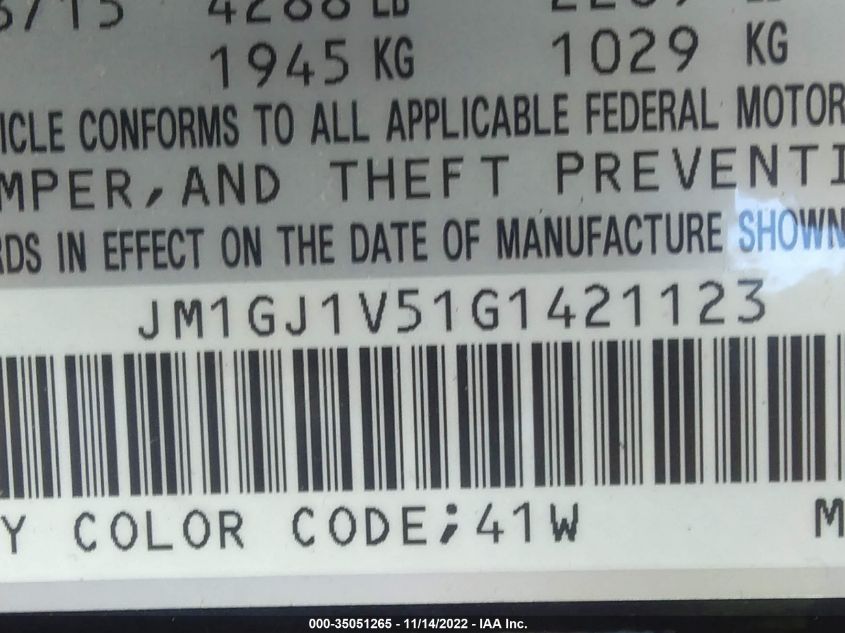 1945 KG 1029 KG
ICLE CONFORMS TO ALL APPLICABLE FEDERAL MOTOR
MPER, AND THEFT PREVENTI
RDS IN EFFECT ON THE DATE OF MANUFACTURE SHOWN
JM1GJ1V51G1421123
Y COLOR CODE;41W M
000-35051265 - 11/14/2022 - IAA Inc.